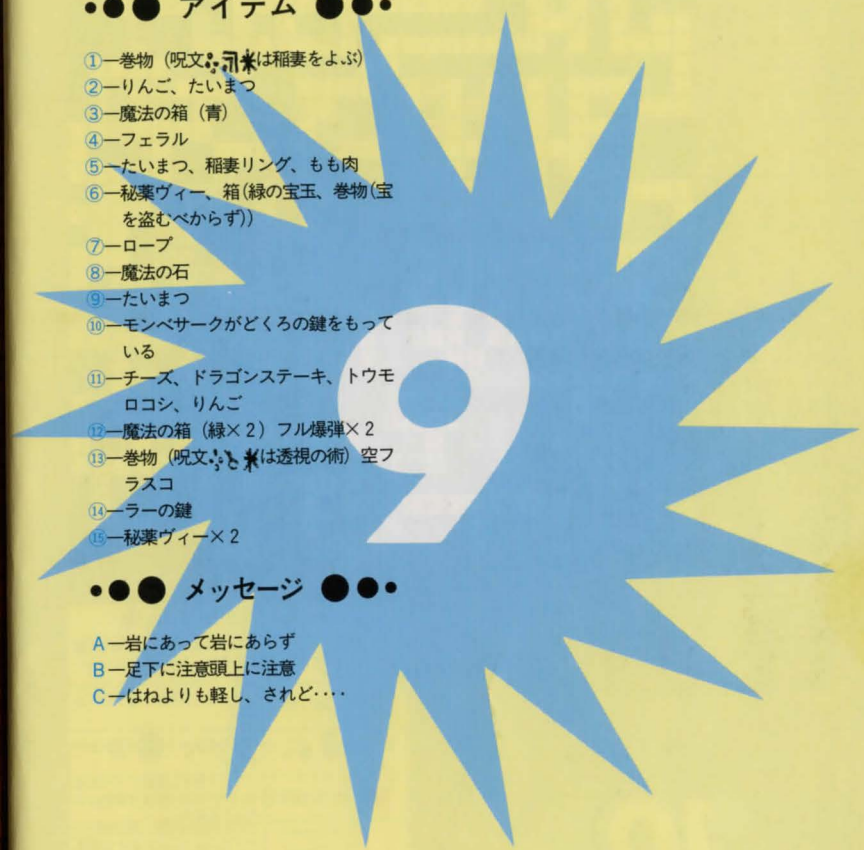 アイテム
①―巻物（呪文は稲妻をよぶ）
②―りんご、たいまつ
③―魔法の箱（青）
④―フェラル
⑤―たいまつ、稲妻リング、もも肉
⑥―秘薬ヴィー、箱(緑の宝玉、巻物(宝
を盗むべからず))
⑦―ロープ
⑧―魔法の石
⑨―たいまつ
⑩―モンベサークがどくろの鍵をもって
いる
⑪―チーズ、ドラゴンステーキ、トウモ
ロコシ、りんご
⑫―魔法の箱（緑×2）フル爆弾×2
⑬―巻物（呪文は透視の術）空フ
ラスコ
⑭―ラーの鍵
⑮―秘薬ヴィー×2
メッセージ
A―岩にあって岩にあらず
B―足下に注意頭上に注意
C―はねよりも軽し、されど‥‥
9